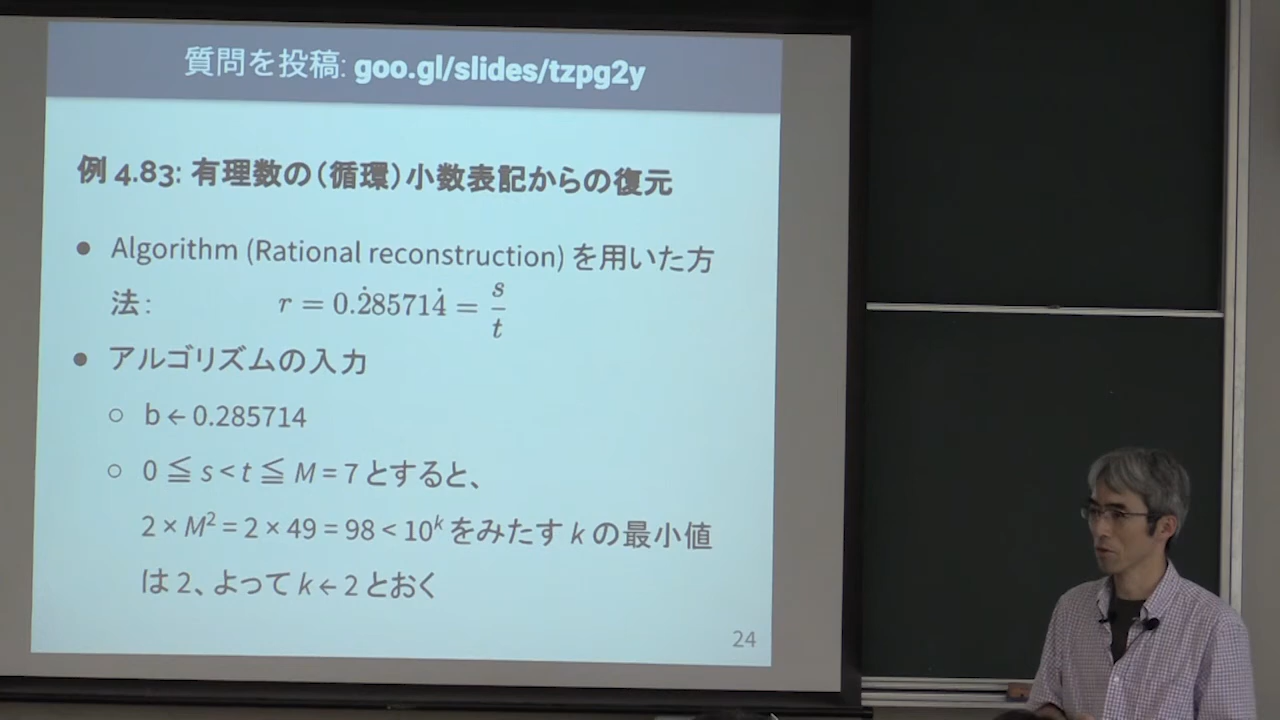 質問を投稿: goo.gl/slides/tzpg2y
例 4.83: 有理数の(循環)小数表記からの復元
● Algorithm (Rational reconstruction) を用いた方
法: r = 0.2̇85714̇ = s/t
● アルゴリズムの入力
○ b ← 0.285714
○ 0 ≦ s < t ≦ M = 7 とすると、
2 × M² = 2 × 49 = 98 < 10ᵏ をみたす k の最小値
は 2、よって k ← 2 とおく
24